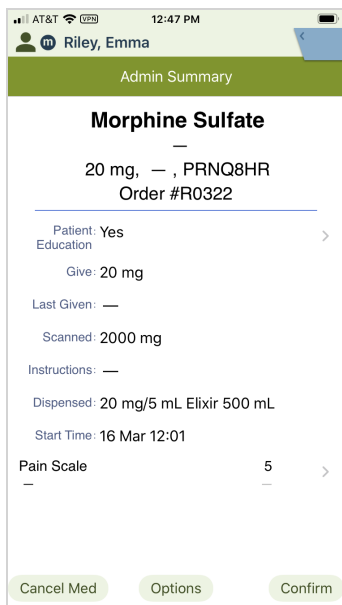 AT&T VPN 12:47 PM
m Riley, Emma
Admin Summary
Morphine Sulfate
—
20 mg, — , PRNQ8HR
Order #R0322
Patient Education: Yes
Give: 20 mg
Last Given: —
Scanned: 2000 mg
Instructions: —
Dispensed: 20 mg/5 mL Elixir 500 mL
Start Time: 16 Mar 12:01
Pain Scale 5
— —
Cancel Med Options Confirm